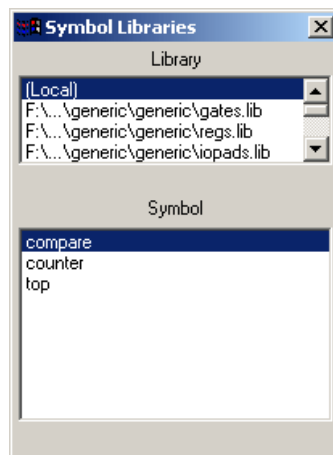 Symbol Libraries
Library
(Local)
F:\...\generic\generic\gates.lib
F:\...\generic\generic\regs.lib
F:\...\generic\generic\iopads.lib
Symbol
compare
counter
top